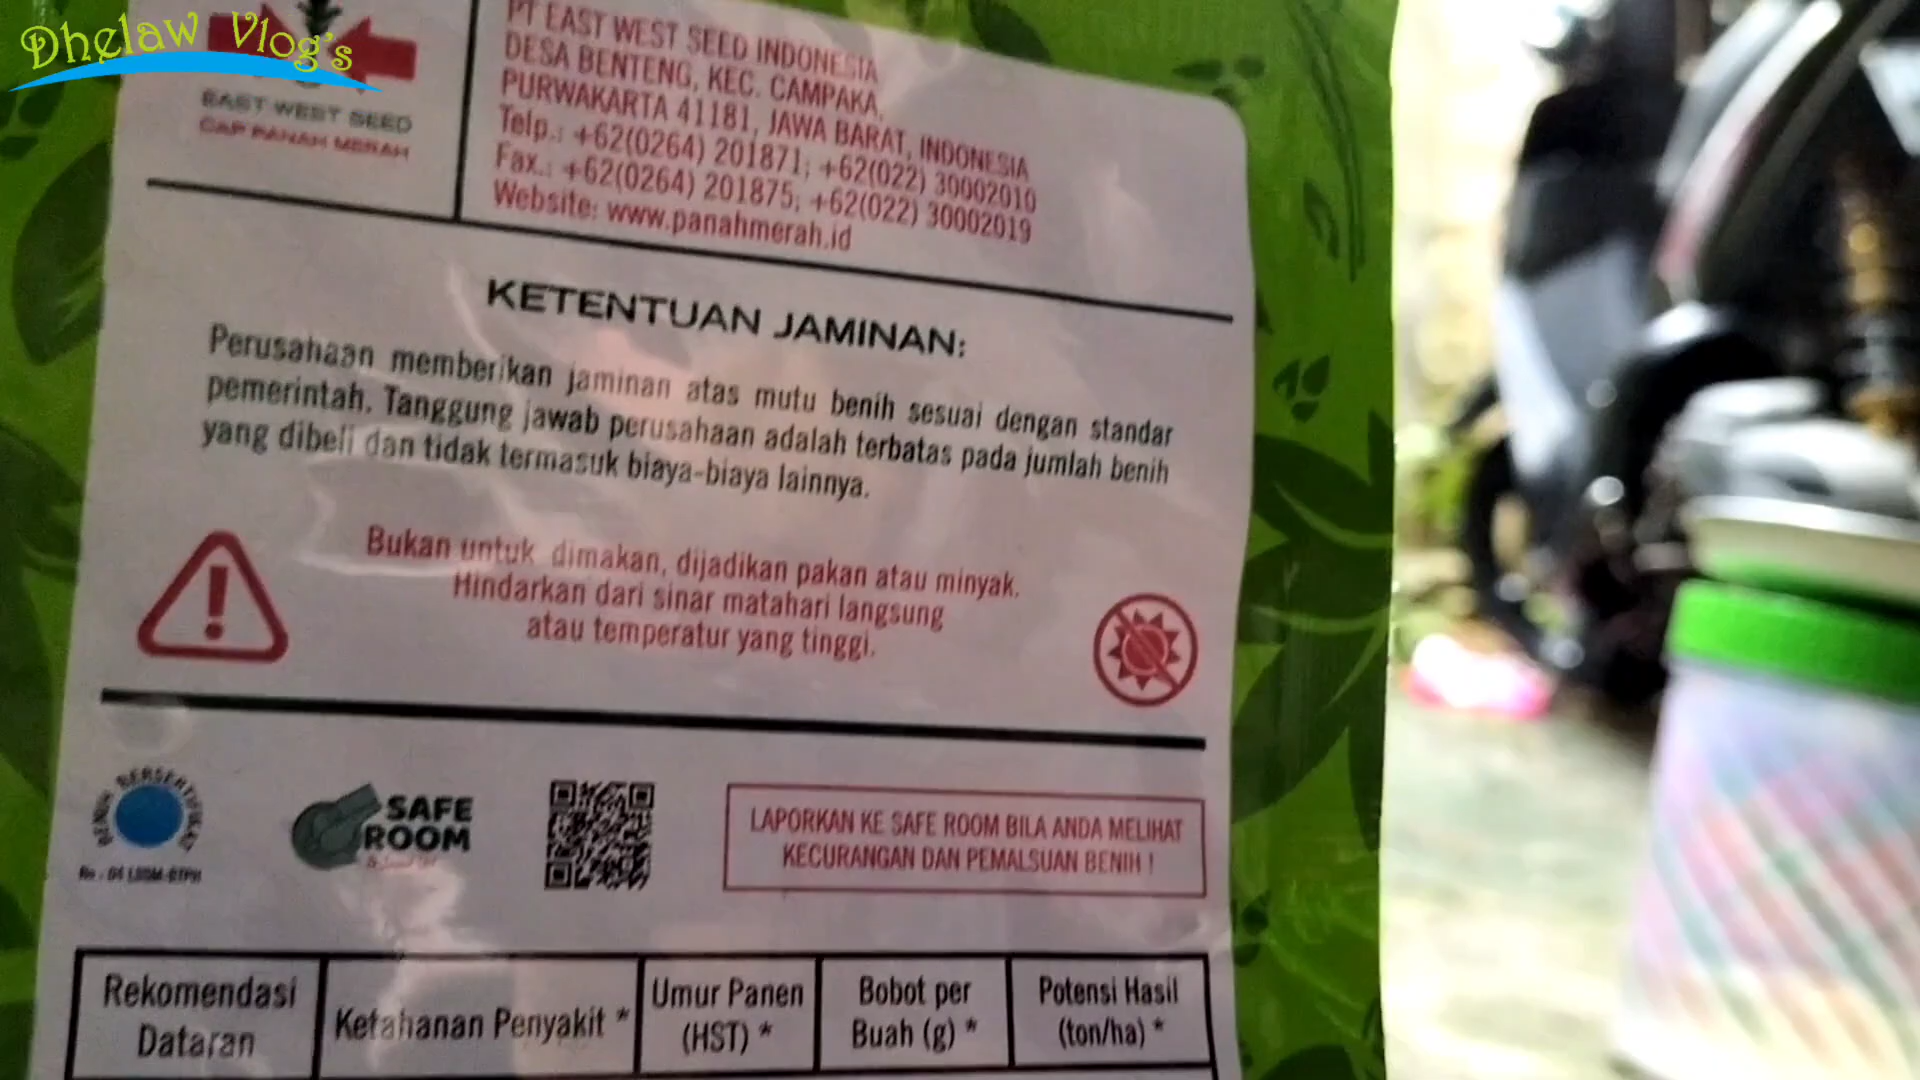 Dhelaw Vlog's
EAST WEST SEED
CAP PANAH MERAH
PT EAST WEST SEED INDONESIA
DESA BENTENG, KEC. CAMPAKA,
PURWAKARTA 41181, JAWA BARAT, INDONESIA
Telp.: +62(0264) 201871; +62(022) 30002010
Fax.: +62(0264) 201875; +62(022) 30002019
Website: www.panahmerah.id
KETENTUAN JAMINAN:
Perusahaan memberikan jaminan atas mutu benih sesuai dengan standar
pemerintah. Tanggung jawab perusahaan adalah terbatas pada jumlah benih
yang dibeli dan tidak termasuk biaya-biaya lainnya.
Bukan untuk dimakan, dijadikan pakan atau minyak.
Hindarkan dari sinar matahari langsung
atau temperatur yang tinggi.
BENIH BERSERTIFIKAT
SAFE
ROOM
LAPORKAN KE SAFE ROOM BILA ANDA MELIHAT
KECURANGAN DAN PEMALSUAN BENIH !
Rekomendasi
Dataran
Ketahanan Penyakit *
Umur Panen
(HST) *
Bobot per
Buah (g) *
Potensi Hasil
(ton/ha) *